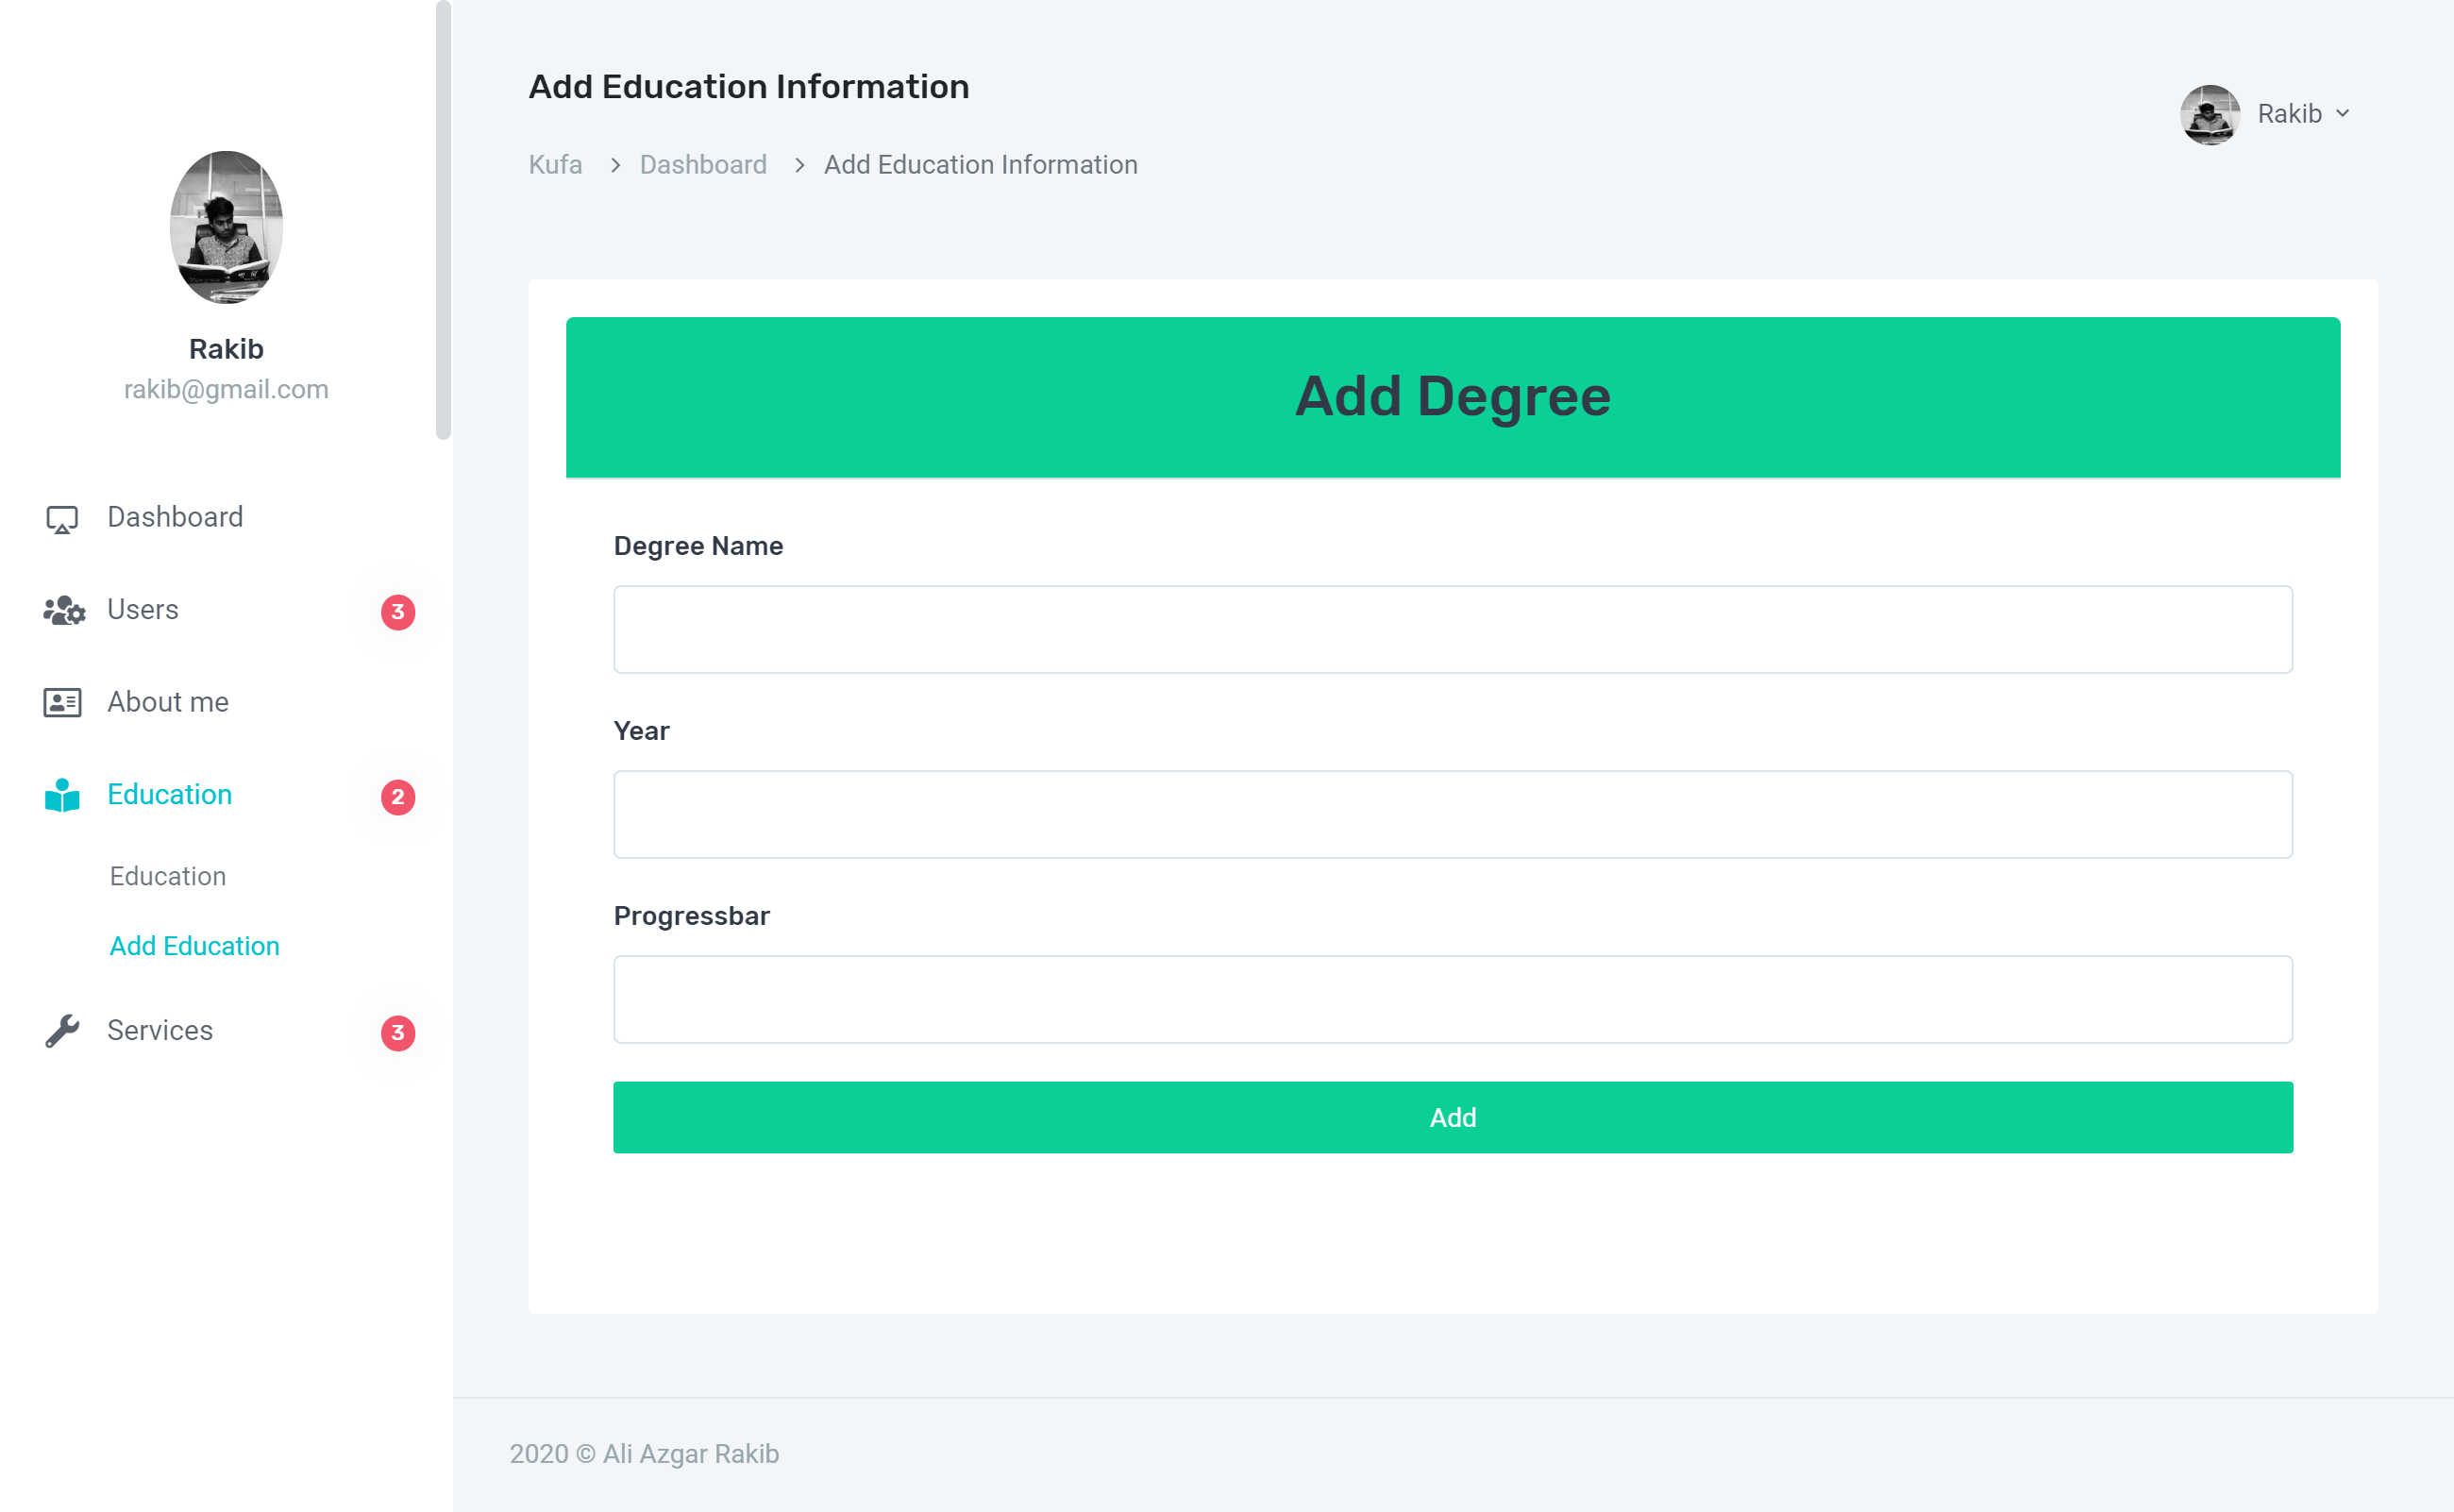 Rakib
rakib@gmail.com
Dashboard
Users 3
About me
Education 2
Education
Add Education
Services 3
Add Education Information
Kufa > Dashboard > Add Education Information
Rakib
Add Degree
Degree Name
Year
Progressbar
Add
2020 © Ali Azgar Rakib